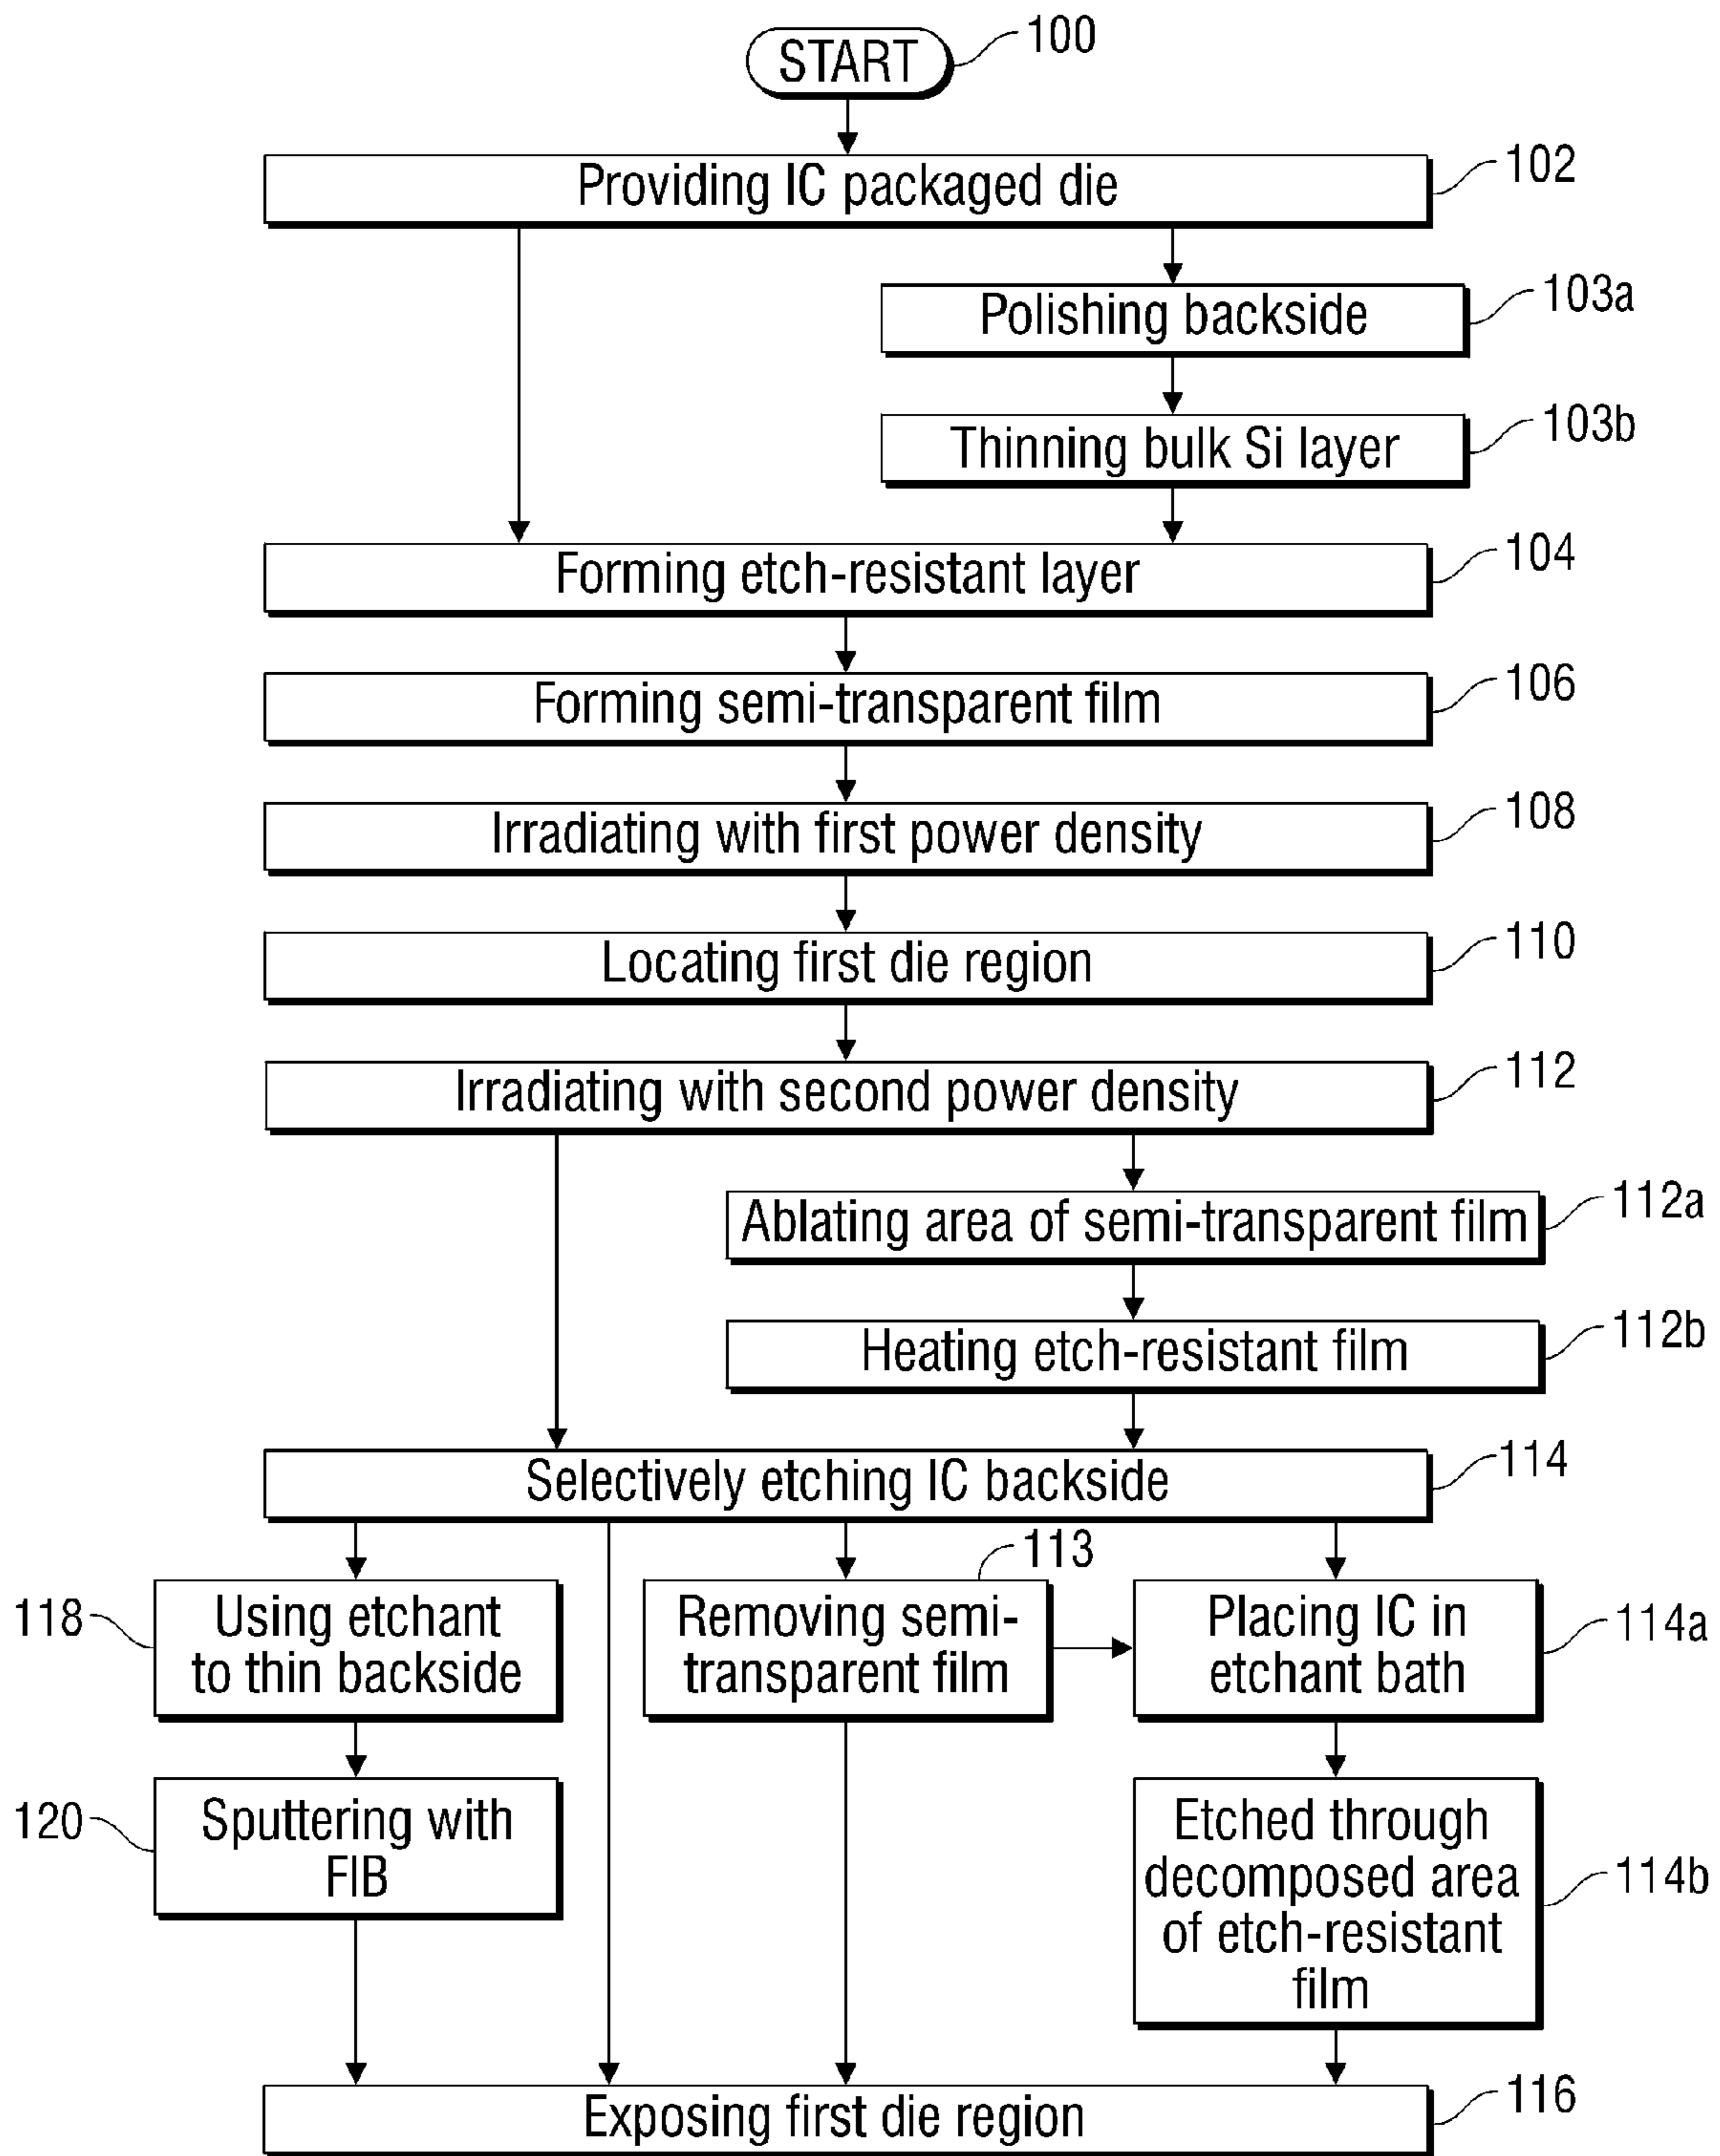 START
100
Providing IC packaged die
102
Polishing backside
103a
Thinning bulk Si layer
103b
Forming etch-resistant layer
104
Forming semi-transparent film
106
Irradiating with first power density
108
Locating first die region
110
Irradiating with second power density
112
Ablating area of semi-transparent film
112a
Heating etch-resistant film
112b
Selectively etching IC backside
114
118
Using etchant
to thin backside
113
Removing semi-
transparent film
Placing IC in
etchant bath
114a
120
Sputtering with
FIB
Etched through
decomposed area
of etch-resistant
film
114b
Exposing first die region
116